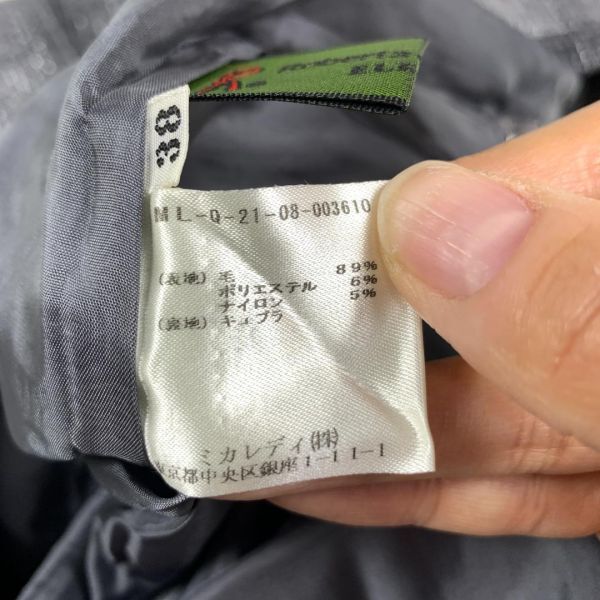 38
ML-Q-21-08-003610
(表地) 毛 89%
ポリエステル 6%
ナイロン 5%
(裏地) キュプラ
ミカレディ(株)
東京都中央区銀座1-11-1